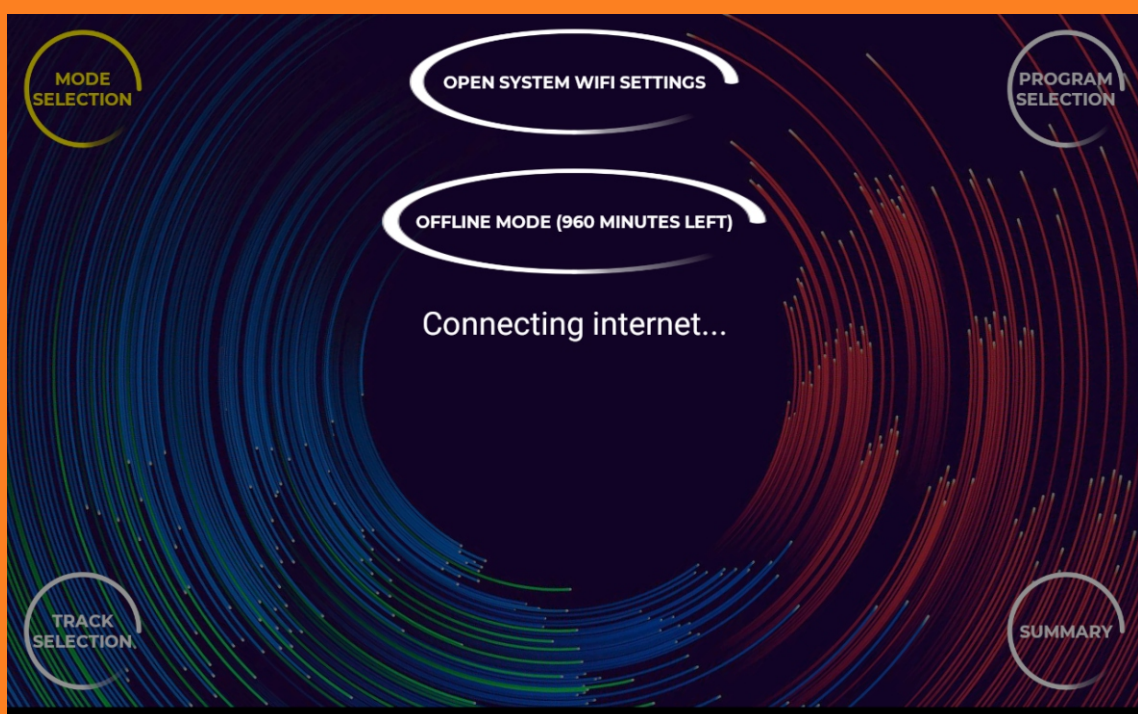 MODE
SELECTION
OPEN SYSTEM WIFI SETTINGS
PROGRAM
SELECTION
OFFLINE MODE (960 MINUTES LEFT)
Connecting internet...
TRACK
SELECTION
SUMMARY